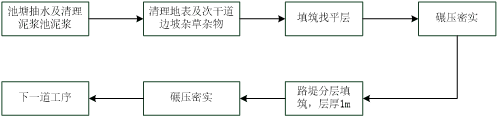 池塘抽水及清理
泥浆池泥浆
清理地表及次干道
边坡杂草杂物
填筑找平层
碾压密实
路堤分层填
筑，层厚1m
碾压密实
下一道工序